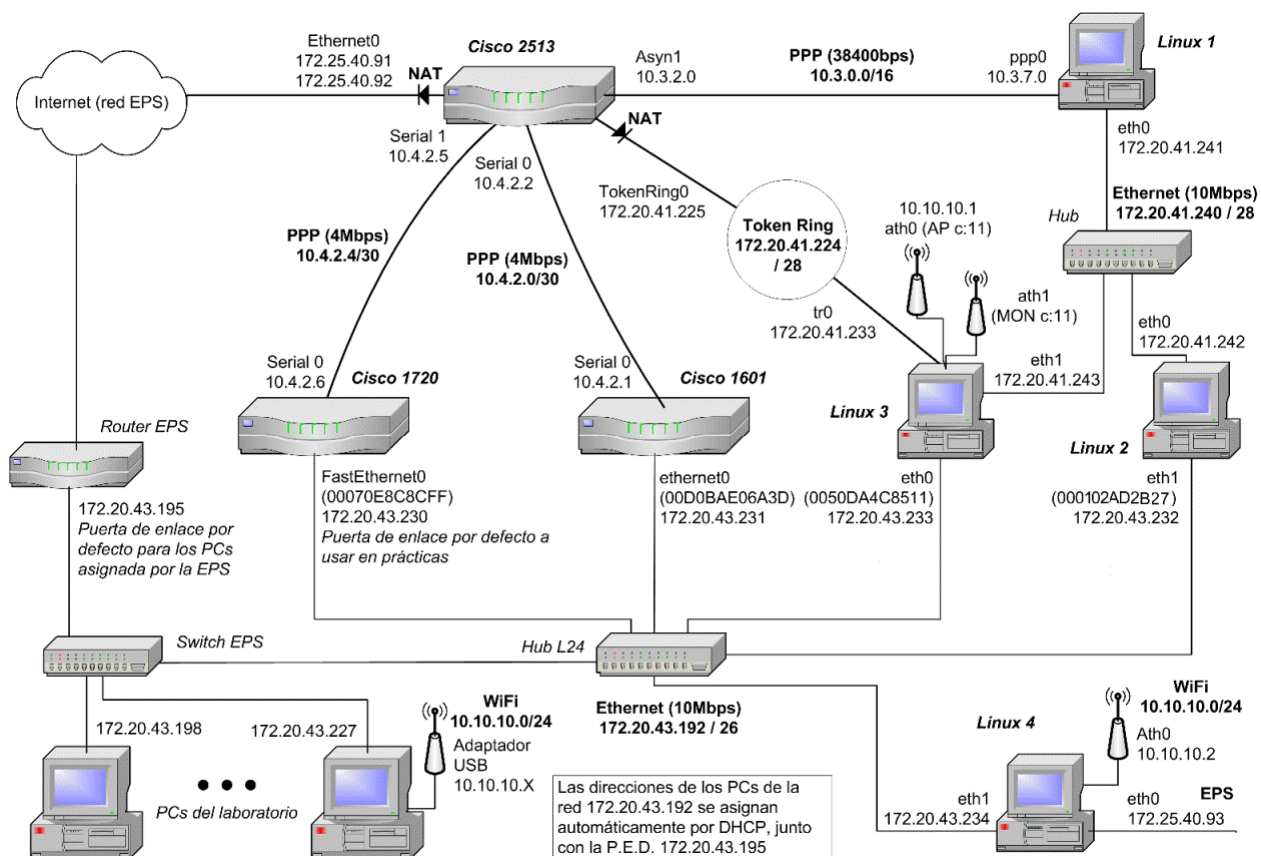 Ethernet0
172.25.40.91
172.25.40.92
NAT
Cisco 2513
Asyn1
10.3.2.0
PPP (38400bps)
10.3.0.0/16
ppp0
10.3.7.0
Linux 1
Internet (red EPS)
Serial 1
10.4.2.5
Serial 0
10.4.2.2
NAT
eth0
172.20.41.241
TokenRing0
172.20.41.225
Token Ring
172.20.41.224
/ 28
10.10.10.1
ath0 (AP c:11)
Ethernet (10Mbps)
172.20.41.240 / 28
Hub
PPP (4Mbps)
10.4.2.4/30
PPP (4Mbps)
10.4.2.0/30
ath1
(MON c:11)
tr0
172.20.41.233
eth0
172.20.41.242
Serial 0
10.4.2.6
Cisco 1720
Serial 0
10.4.2.1
Cisco 1601
eth1
172.20.41.243
Linux 3
Linux 2
Router EPS
172.20.43.195
Puerta de enlace por
defecto para los PCs
asignada por la EPS
FastEthernet0
(00070E8C8CFF)
172.20.43.230
Puerta de enlace por defecto a
usar en prácticas
ethernet0
(00D0BAE06A3D)
172.20.43.231
eth0
(0050DA4C8511)
172.20.43.233
eth1
(000102AD2B27)
172.20.43.232
Switch EPS
Hub L24
Ethernet (10Mbps)
172.20.43.192 / 26
172.20.43.198
172.20.43.227
PCs del laboratorio
WiFi
10.10.10.0/24
Adaptador
USB
10.10.10.X
Las direcciones de los PCs de la
red 172.20.43.192 se asignan
automáticamente por DHCP, junto
con la P.E.D. 172.20.43.195
Linux 4
WiFi
10.10.10.0/24
Ath0
10.10.10.2
eth1
172.20.43.234
eth0
172.25.40.93
EPS